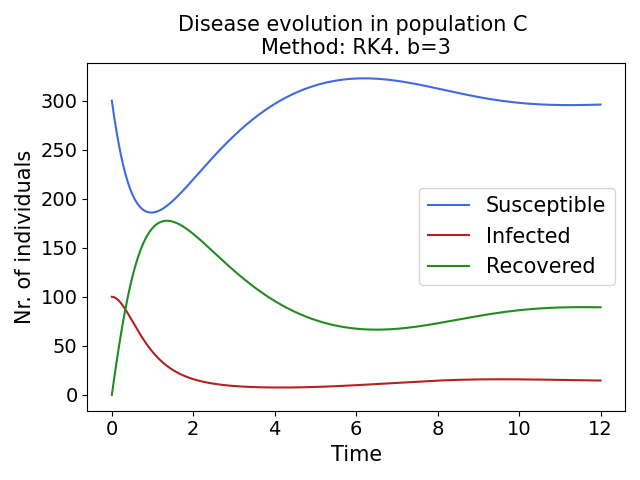 Disease evolution in population C
Method: RK4. b=3
Nr. of individuals
300
250
200
150
100
50
0
Susceptible
Infected
Recovered
0 2 4 6 8 10 12
Time